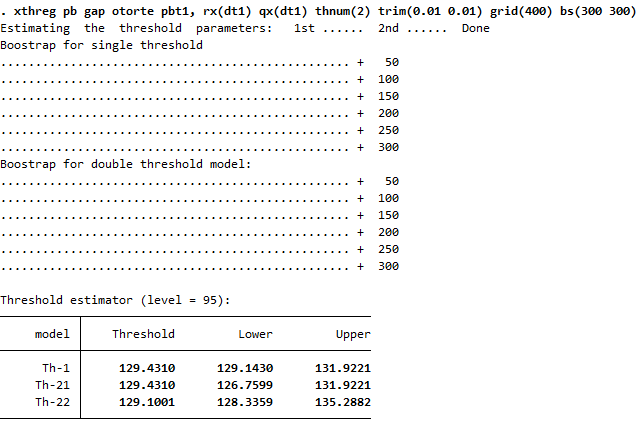 . xthreg pb gap otorte pbt1, rx(dt1) qx(dt1) thnum(2) trim(0.01 0.01) grid(400) bs(300 300)
Estimating the threshold parameters: 1st ...... 2nd ...... Done
Boostrap for single threshold
.................................................. + 50
.................................................. + 100
.................................................. + 150
.................................................. + 200
.................................................. + 250
.................................................. + 300
Boostrap for double threshold model:
.................................................. + 50
.................................................. + 100
.................................................. + 150
.................................................. + 200
.................................................. + 250
.................................................. + 300
Threshold estimator (level = 95):
model Threshold Lower Upper
Th-1 129.4310 129.1430 131.9221
Th-21 129.4310 126.7599 131.9221
Th-22 129.1001 128.3359 135.2882